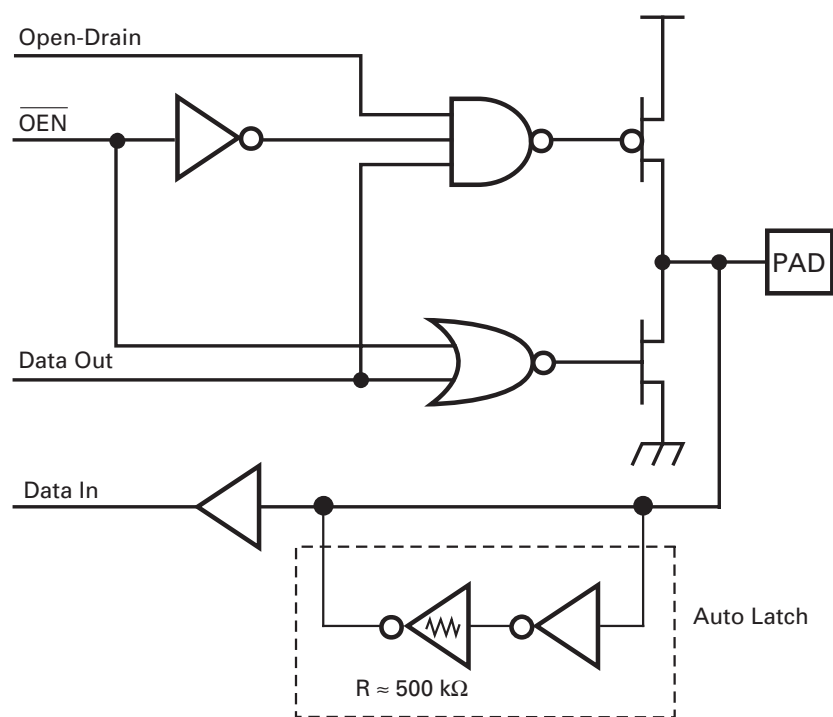 Open-Drain
OEN
PAD
Data Out
Data In
Auto Latch
R ≈ 500 kΩ